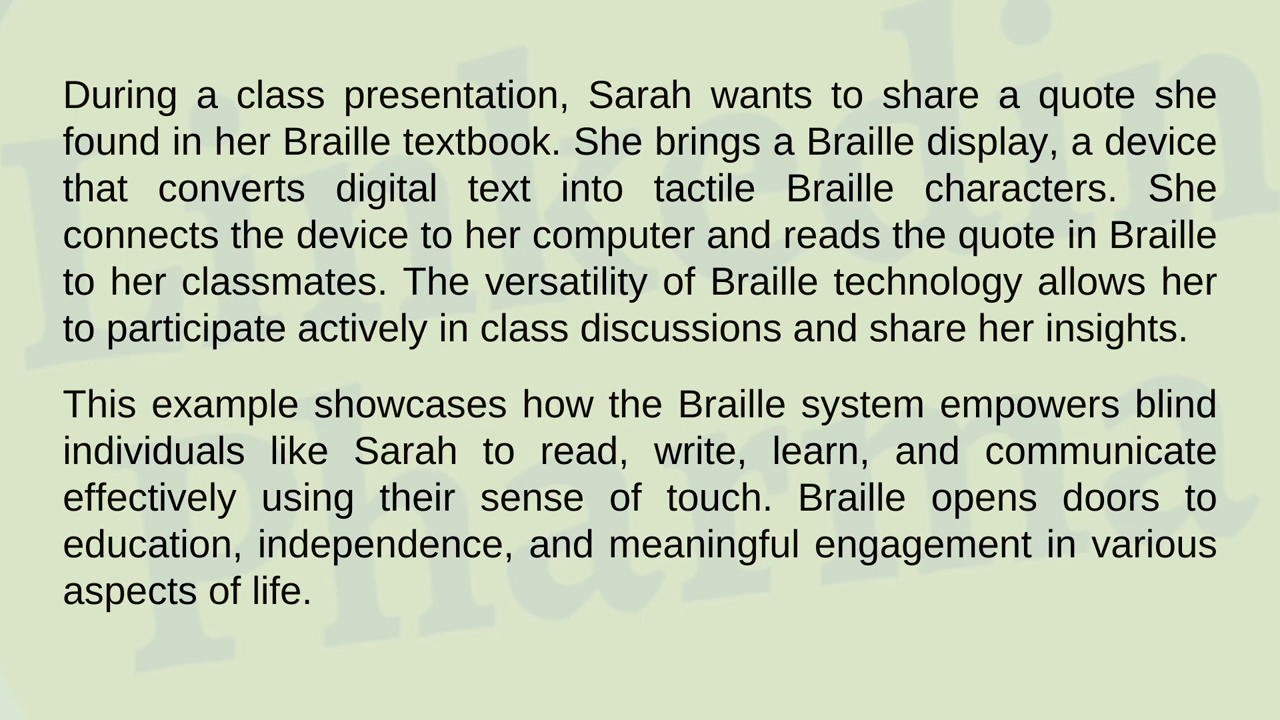 During a class presentation, Sarah wants to share a quote she
found in her Braille textbook. She brings a Braille display, a device
that converts digital text into tactile Braille characters. She
connects the device to her computer and reads the quote in Braille
to her classmates. The versatility of Braille technology allows her
to participate actively in class discussions and share her insights.
This example showcases how the Braille system empowers blind
individuals like Sarah to read, write, learn, and communicate
effectively using their sense of touch. Braille opens doors to
education, independence, and meaningful engagement in various
aspects of life.
Linkedin
Pharma